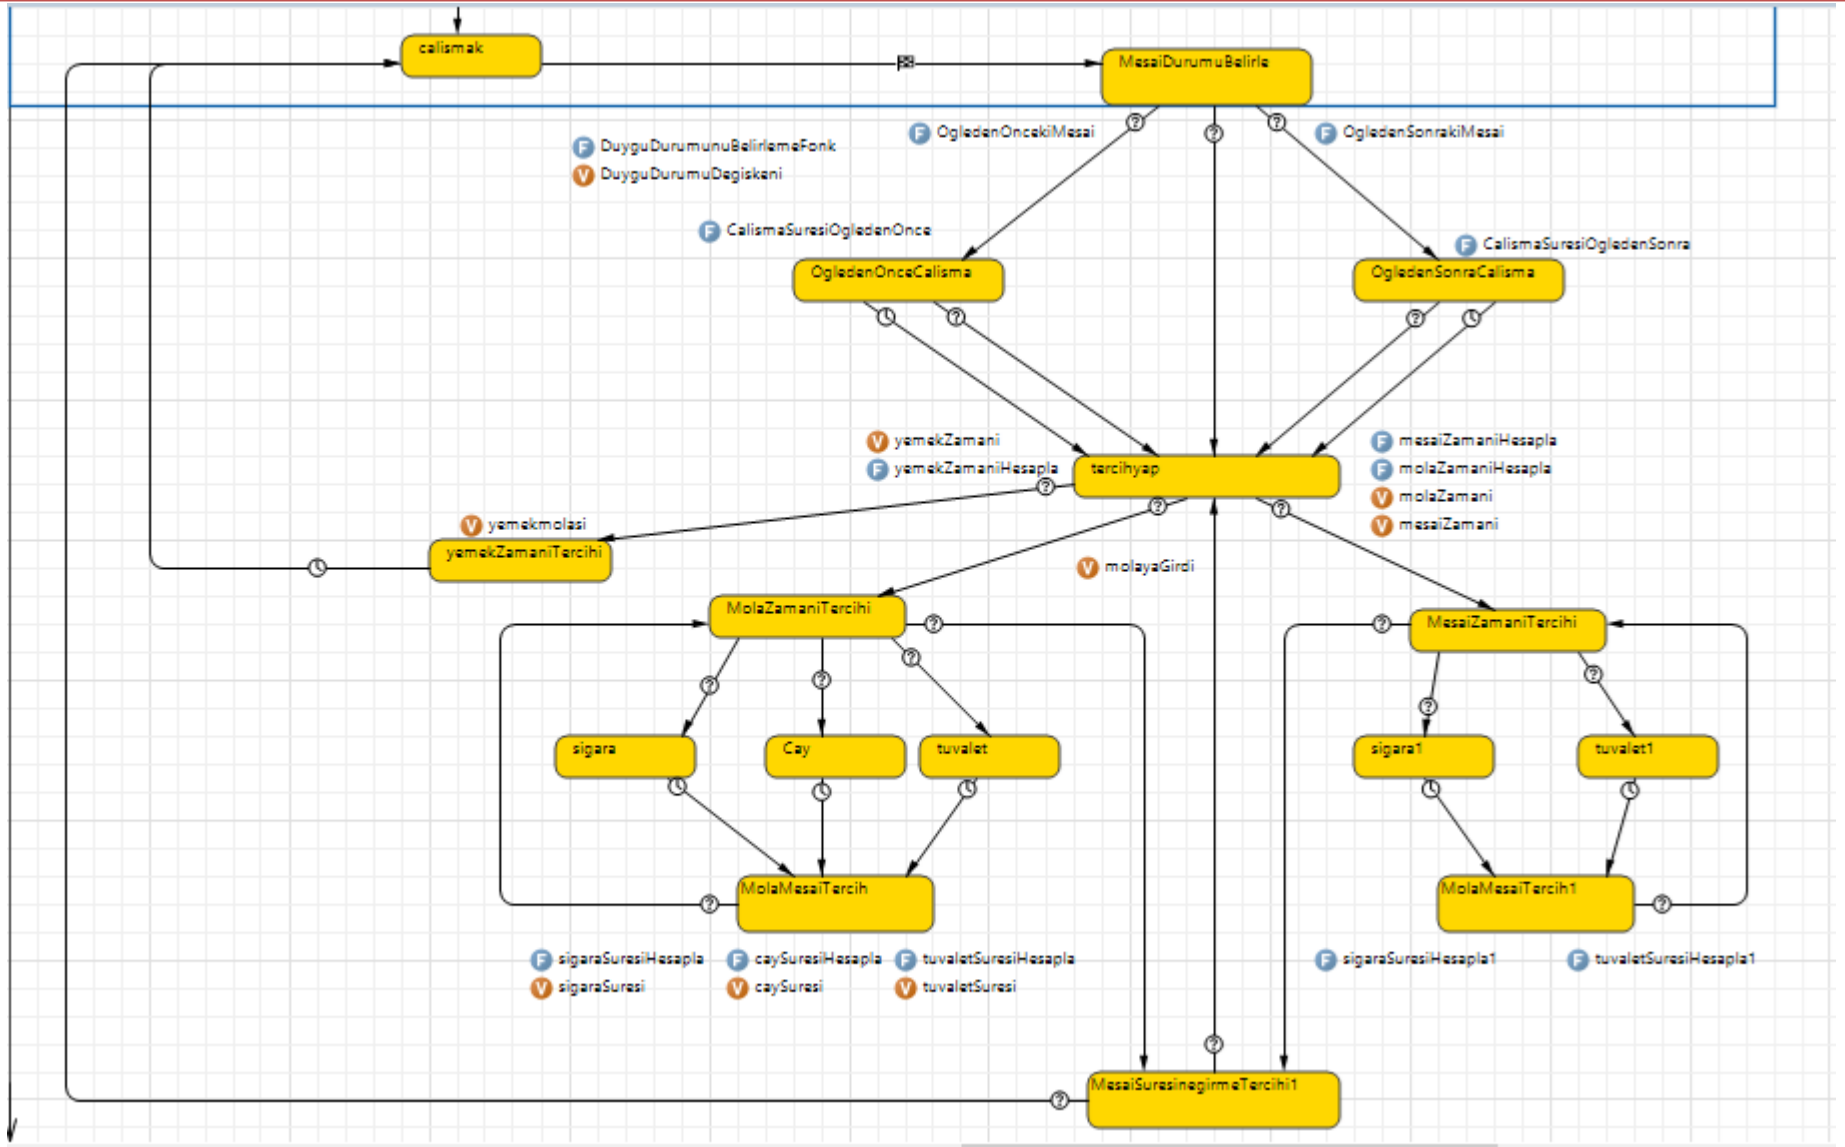 calismak
MesaiDurumuBelirle
F OgledenOncekiMesai
F OgledenSonrakiMesai
F DuyguDurumunuBelirlemeFonk
V DuyguDurumuDegiskeni
F CalismaSuresiOgledenOnce
F CalismaSuresiOgledenSonra
OgledenOnceCalisma
OgledenSonraCalisma
V yemekZamani
F mesaiZamaniHesapla
F yemekZamaniHesapla
tercihyap
F molaZamaniHesapla
V molaZamani
V yemekmolasi
V mesaiZamani
yemekZamaniTercihi
V molayaGirdi
MolaZamaniTercihi
MesaiZamaniTercihi
sigara
Cay
tuvalet
sigara1
tuvalet1
MolaMesaiTercih
MolaMesaiTercih1
F sigaraSuresiHesapla
F caySuresiHesapla
F tuvaletSuresiHesapla
F sigaraSuresiHesapla1
F tuvaletSuresiHesapla1
V sigaraSuresi
V caySuresi
V tuvaletSuresi
MesaiSuresinegirmeTercihi1